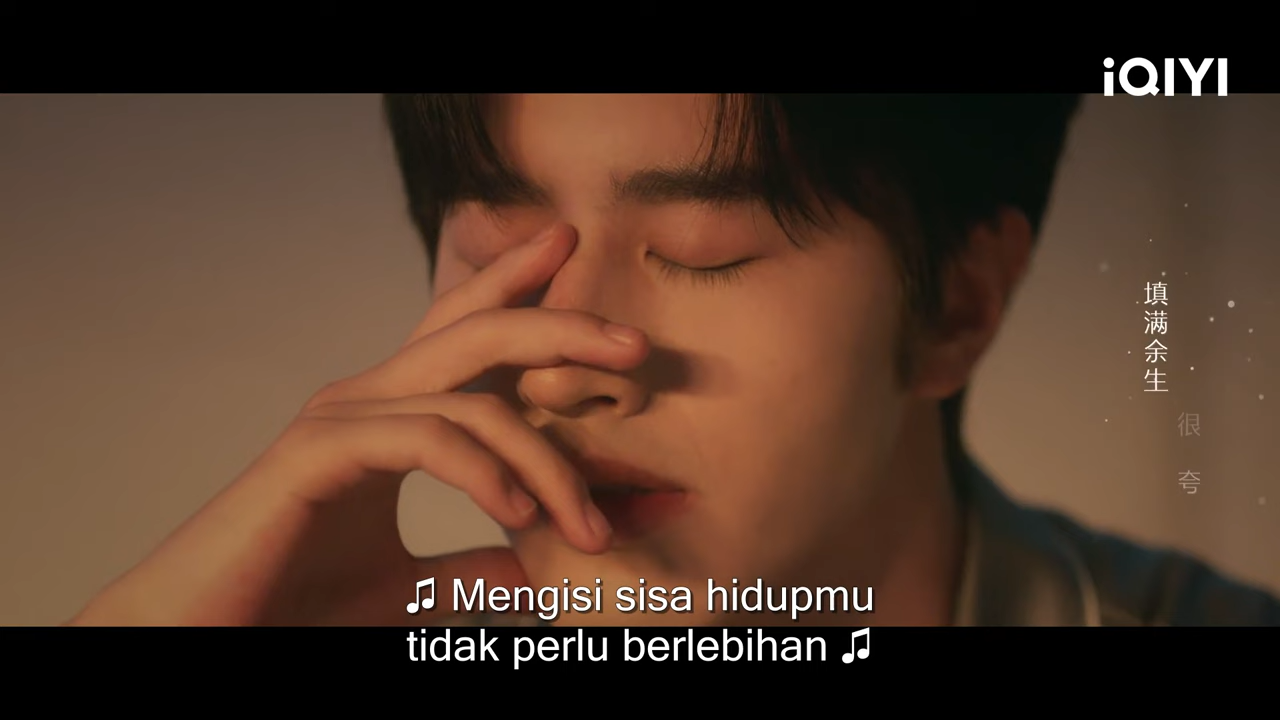 iQIYI
填满余生
很 夸
♫ Mengisi sisa hidupmu
tidak perlu berlebihan ♫